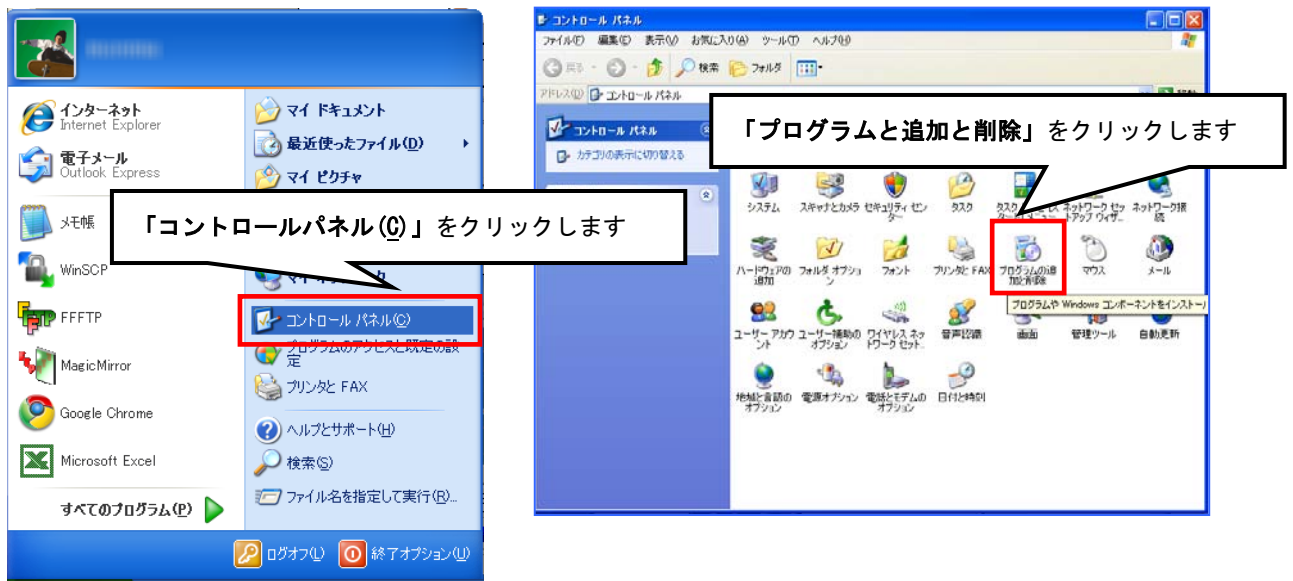 インターネット
Internet Explorer
電子メール
Outlook Express
メモ帳
WinSCP
FFFTP
MagicMirror
Google Chrome
Microsoft Excel
すべてのプログラム(P)
マイ ドキュメント
最近使ったファイル(D)
マイ ピクチャ
「コントロールパネル(C)」をクリックします
コントロール パネル(C)
プログラムのアクセスと既定の設
定
プリンタと FAX
ヘルプとサポート(H)
検索(S)
ファイル名を指定して実行(R)...
ログオフ(L) 終了オプション(U)
コントロール パネル
ファイル(F) 編集(E) 表示(V) お気に入り(A) ツール(T) ヘルプ(H)
戻る 検索 フォルダ
アドレス(D) コントロール パネル
「プログラムと追加と削除」をクリックします
コントロール パネル
カテゴリの表示に切り替える
システム スキャナとカメラ セキュリティ セン
ター タスク
ネットワーク セッ
トアップ ウィザ...
ネットワーク接
続
ハードウェアの
追加
フォルダ オプショ
ン
フォント プリンタと FAX
プログラムの追
加と削除
マウス メール
プログラムや Windows コンポーネントをインストー
ユーザー アカウ
ント
ユーザー補助の
オプション
ワイヤレス ネッ
トワーク セット...
音声認識 画面 管理ツール 自動更新
地域と言語の
オプション
電源オプション
電話とモデムの
オプション
日付と時刻